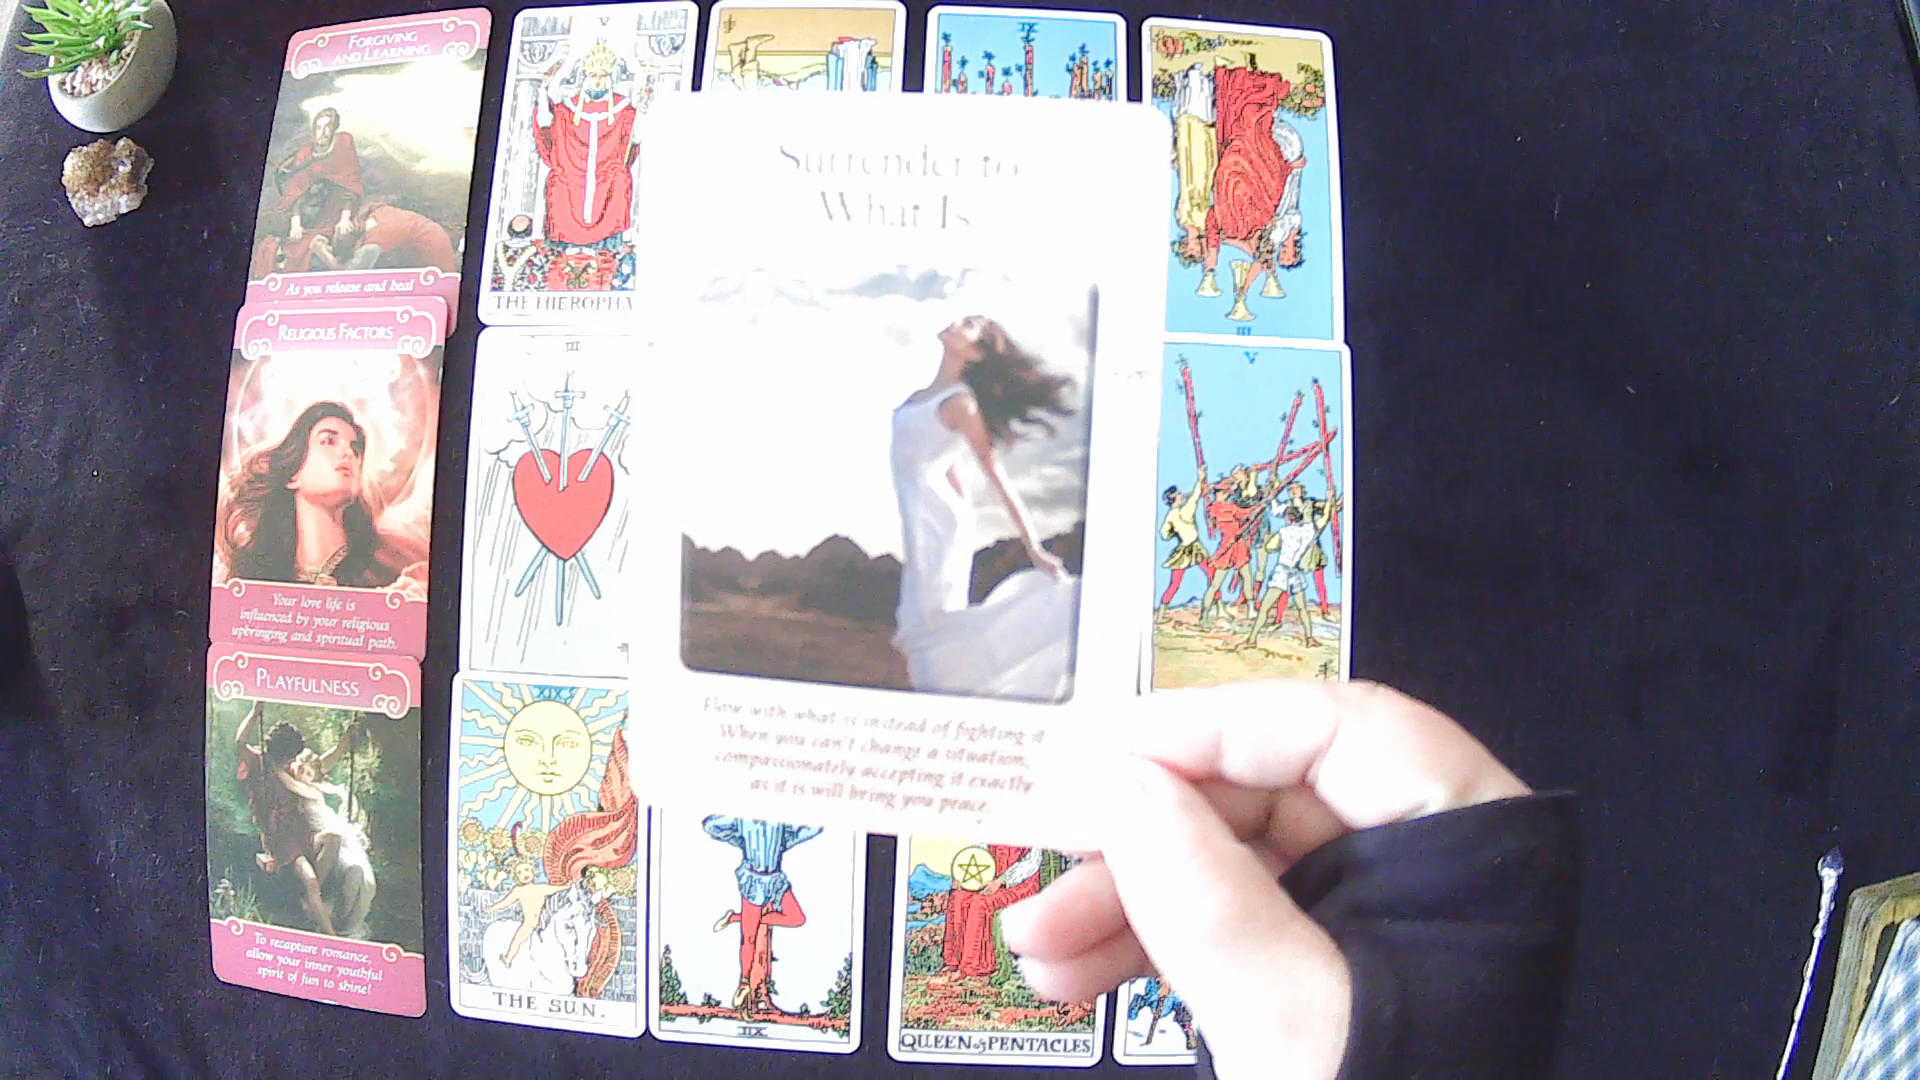 FORGIVING
AND LEARNING
As you release and heal
RELIGIOUS FACTORS
Your love life is
influenced by your religious
upbringing and spiritual path.
PLAYFULNESS
To recapture romance,
allow your inner youthful
spirit of fun to shine!
V
THE HIEROPHA
III
XIX
THE SUN.
IX
III
V
Surrender to
What Is
Flow with what is instead of fighting it
When you can't change a situation,
compassionately accepting it exactly
as it is will bring you peace.
XII
QUEEN of PENTACLES